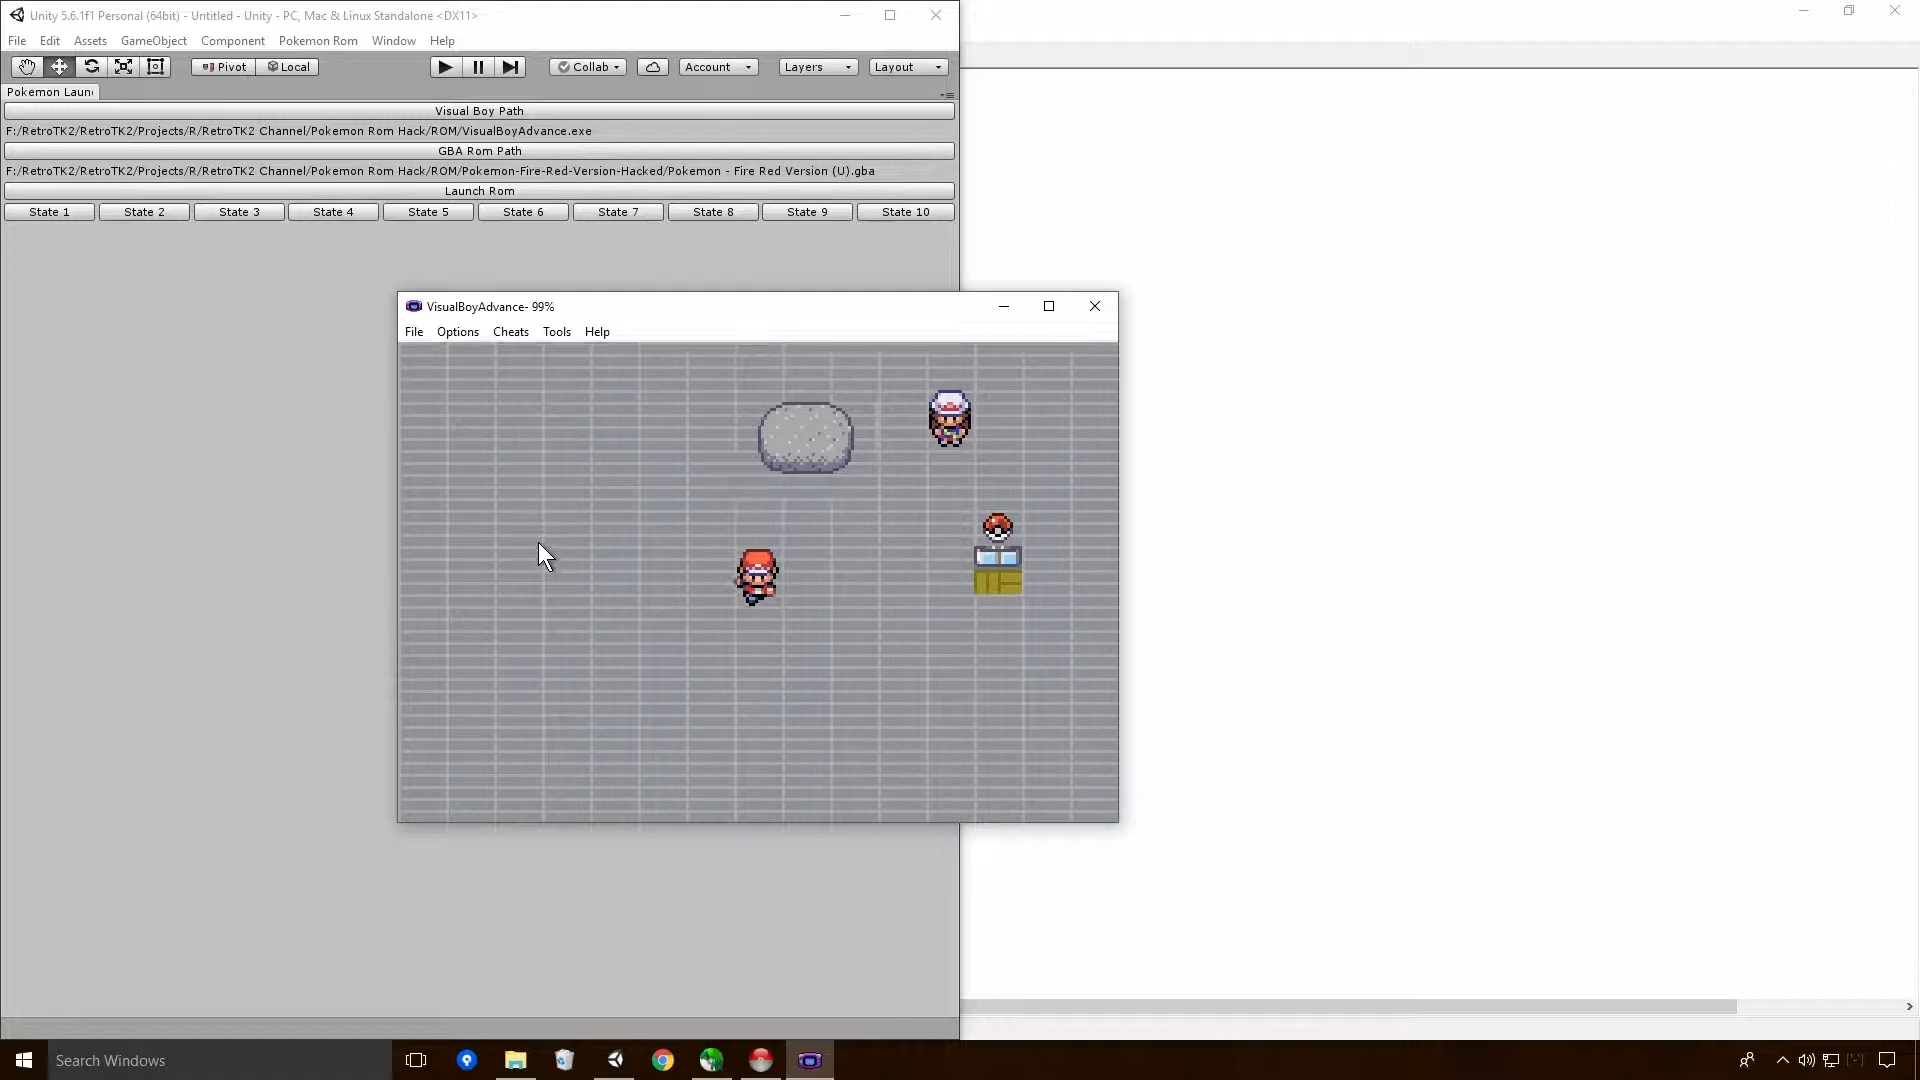 Unity 5.6.1f1 Personal (64bit) - Untitled - Unity - PC, Mac & Linux Standalone <DX11>
File Edit Assets GameObject Component Pokemon Rom Window Help
Pivot Local Collab Account Layers Layout
Pokemon Laun
Visual Boy Path
F:/RetroTK2/RetroTK2/Projects/R/RetroTK2 Channel/Pokemon Rom Hack/ROM/VisualBoyAdvance.exe
GBA Rom Path
F:/RetroTK2/RetroTK2/Projects/R/RetroTK2 Channel/Pokemon Rom Hack/ROM/Pokemon-Fire-Red-Version-Hacked/Pokemon - Fire Red Version (U).gba
Launch Rom
State 1 State 2 State 3 State 4 State 5 State 6 State 7 State 8 State 9 State 10
VisualBoyAdvance- 99%
File Options Cheats Tools Help
Search Windows